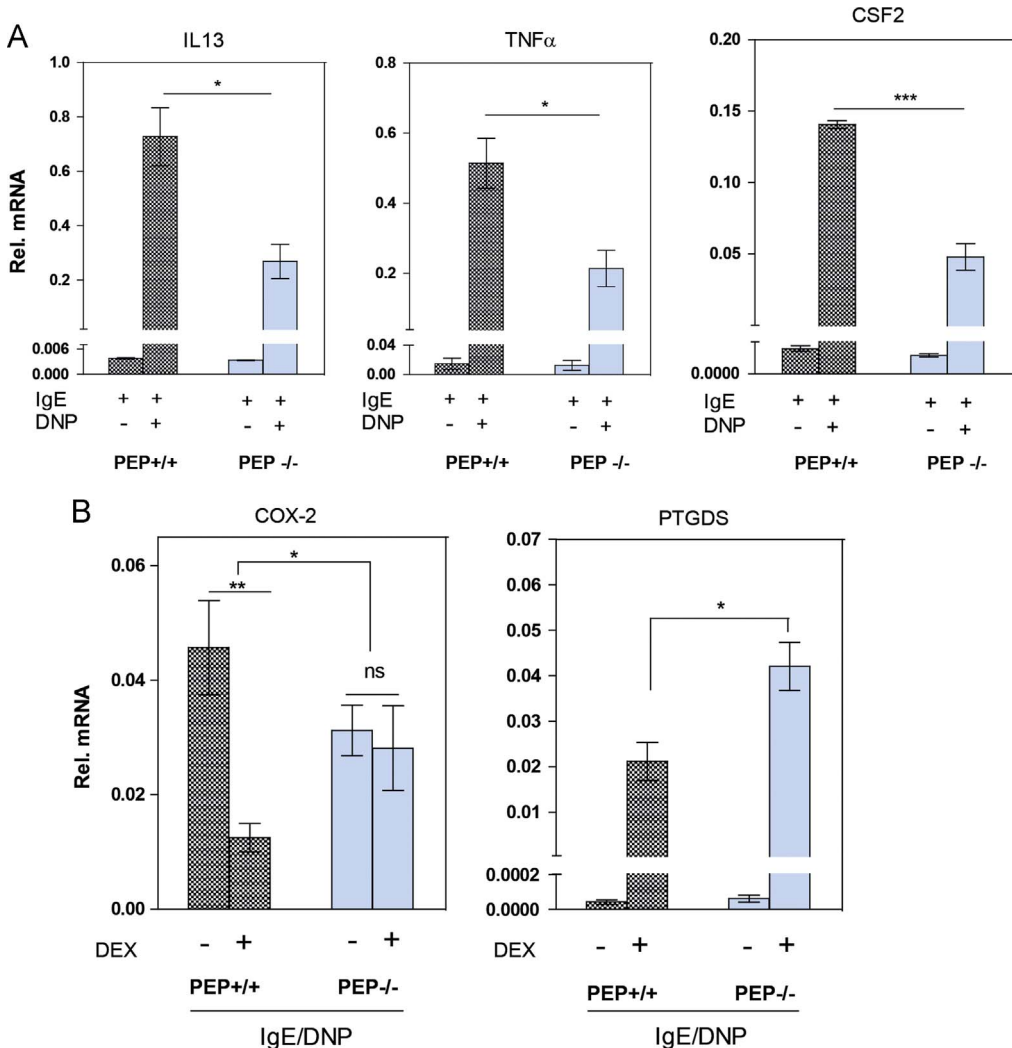 A
IL13
Rel. mRNA
1.0
*
0.8
0.6
0.4
0.2
0.006
0.000
IgE + + + +
DNP - + - +
PEP+/+ PEP -/-
TNFα
0.8
*
0.6
0.4
0.2
0.04
0.00
IgE + + + +
DNP - + - +
PEP+/+ PEP -/-
CSF2
0.20
***
0.15
0.10
0.05
0.0000
IgE + + + +
DNP - + - +
PEP+/+ PEP -/-
B
COX-2
Rel. mRNA
*
0.06
**
0.04
ns
0.02
0.00
DEX - + - +
PEP+/+ PEP-/-
IgE/DNP
PTGDS
0.07
0.06
*
0.05
0.04
0.03
0.02
0.01
0.0002
0.0000
- + - +
PEP+/+ PEP-/-
IgE/DNP